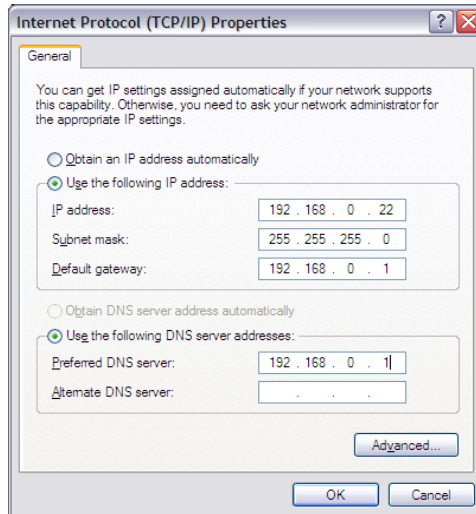 Internet Protocol (TCP/IP) Properties
General
You can get IP settings assigned automatically if your network supports
this capability. Otherwise, you need to ask your network administrator for
the appropriate IP settings.
Obtain an IP address automatically
Use the following IP address:
IP address: 192 . 168 . 0 . 22
Subnet mask: 255 . 255 . 255 . 0
Default gateway: 192 . 168 . 0 . 1
Obtain DNS server address automatically
Use the following DNS server addresses:
Preferred DNS server: 192 . 168 . 0 . 1
Alternate DNS server: . . .
Advanced...
OK Cancel